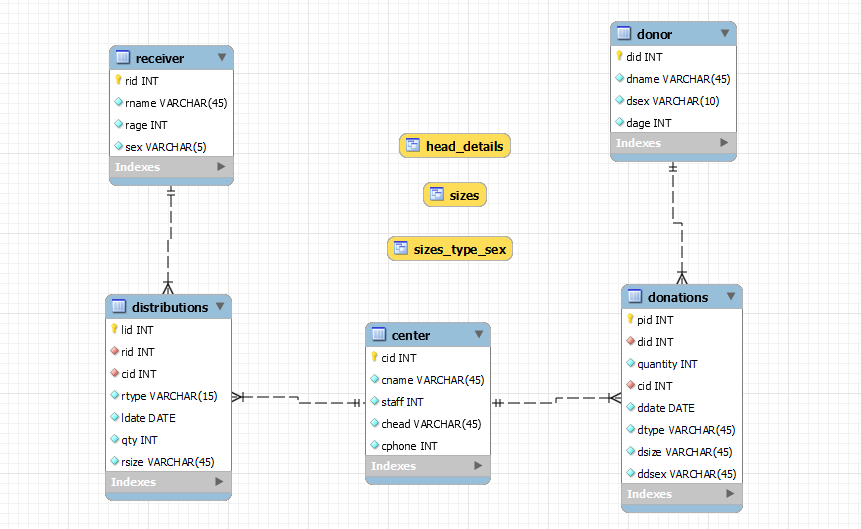 receiver
rid INT
rname VARCHAR(45)
rage INT
sex VARCHAR(5)
Indexes
donor
did INT
dname VARCHAR(45)
dsex VARCHAR(10)
dage INT
Indexes
head_details
sizes
sizes_type_sex
distributions
lid INT
rid INT
cid INT
rtype VARCHAR(15)
ldate DATE
qty INT
rsize VARCHAR(45)
Indexes
center
cid INT
cname VARCHAR(45)
staff INT
chead VARCHAR(45)
cphone INT
Indexes
donations
pid INT
did INT
quantity INT
cid INT
ddate DATE
dtype VARCHAR(45)
dsize VARCHAR(45)
ddsex VARCHAR(45)
Indexes